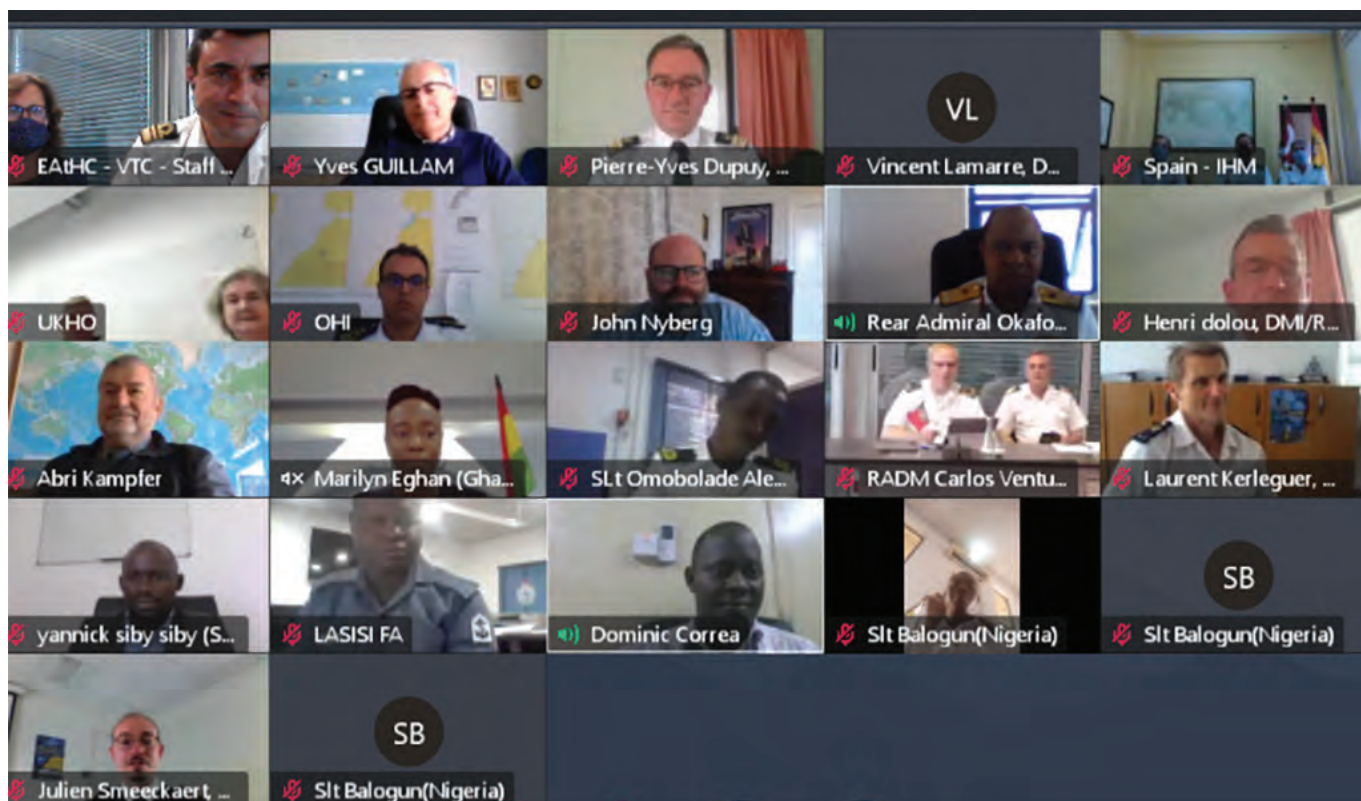 EAtHC - VTC - Staff ...
Yves GUILLAM
Pierre-Yves Dupuy, ...
VL
Vincent Lamarre, D...
Spain - IHM
UKHO
OHI
John Nyberg
Rear Admiral Okafo...
Henri dolou, DMI/R...
Abri Kampfer
Marilyn Eghan (Gha...
SLt Omobolade Ale...
RADM Carlos Ventu...
Laurent Kerleguer, ...
yannick siby siby (S...
LASISI FA
Dominic Correa
Slt Balogun(Nigeria)
SB
Slt Balogun(Nigeria)
Julien Smeeckaert, ...
SB
Slt Balogun(Nigeria)